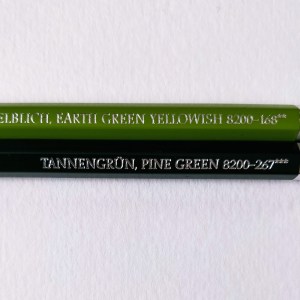 ELBLICH, EARTH GREEN YELLOWISH 8200-168**
TANNENGRÜN, PINE GREEN 8200-267***